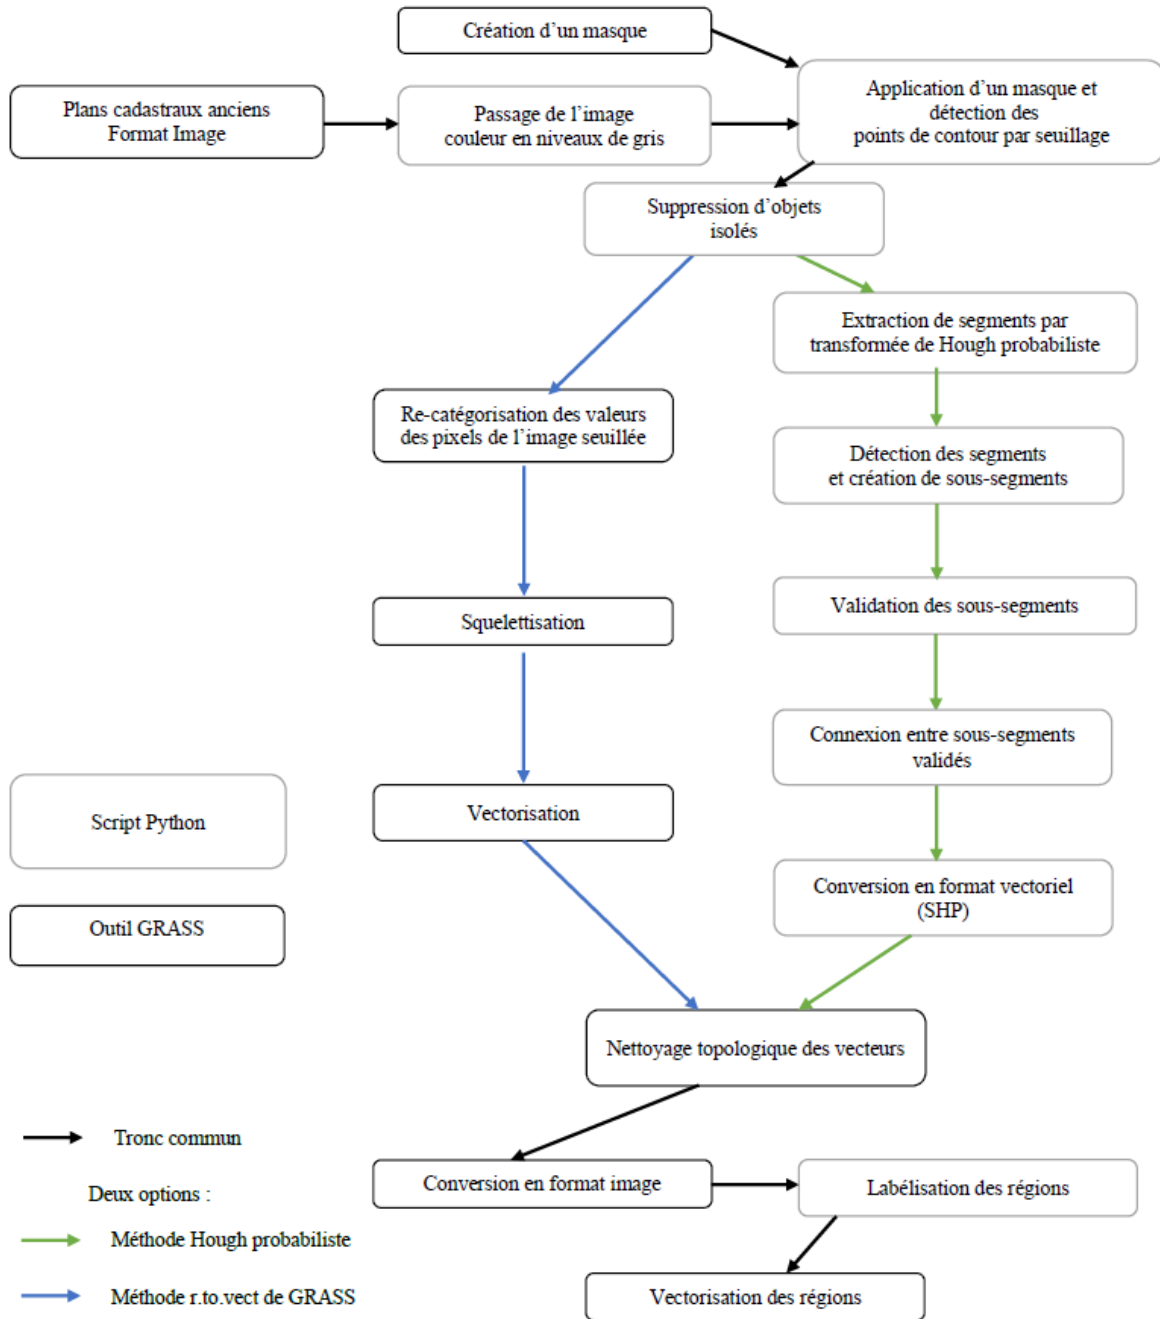 Création d’un masque
Plans cadastraux anciens
Format Image
Passage de l’image
couleur en niveaux de gris
Application d’un masque et
détection des
points de contour par seuillage
Suppression d’objets
isolés
Extraction de segments par
transformée de Hough probabiliste
Re-catégorisation des valeurs
des pixels de l’image seuillée
Détection des segments
et création de sous-segments
Squelettisation
Validation des sous-segments
Connexion entre sous-segments
validés
Vectorisation
Script Python
Conversion en format vectoriel
(SHP)
Outil GRASS
Nettoyage topologique des vecteurs
Tronc commun
Conversion en format image
Labélisation des régions
Deux options :
Méthode Hough probabiliste
Méthode r.to.vect de GRASS
Vectorisation des régions